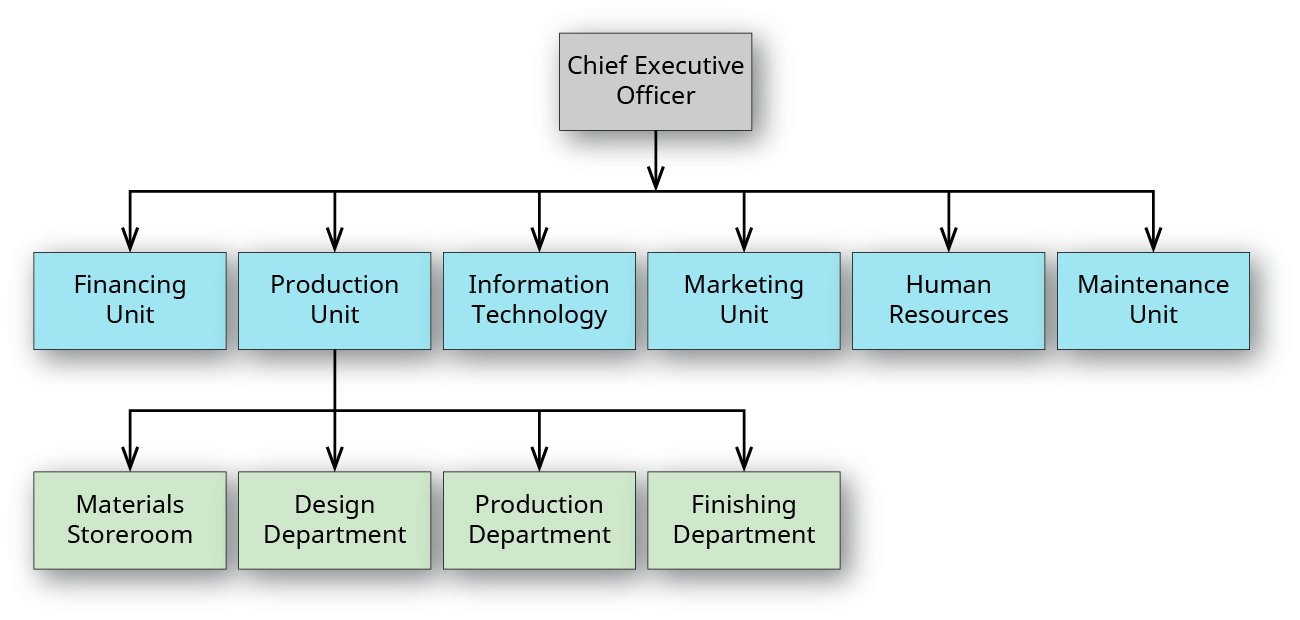 Chief Executive
Officer
Financing
Unit
Production
Unit
Information
Technology
Marketing
Unit
Human
Resources
Maintenance
Unit
Materials
Storeroom
Design
Department
Production
Department
Finishing
Department